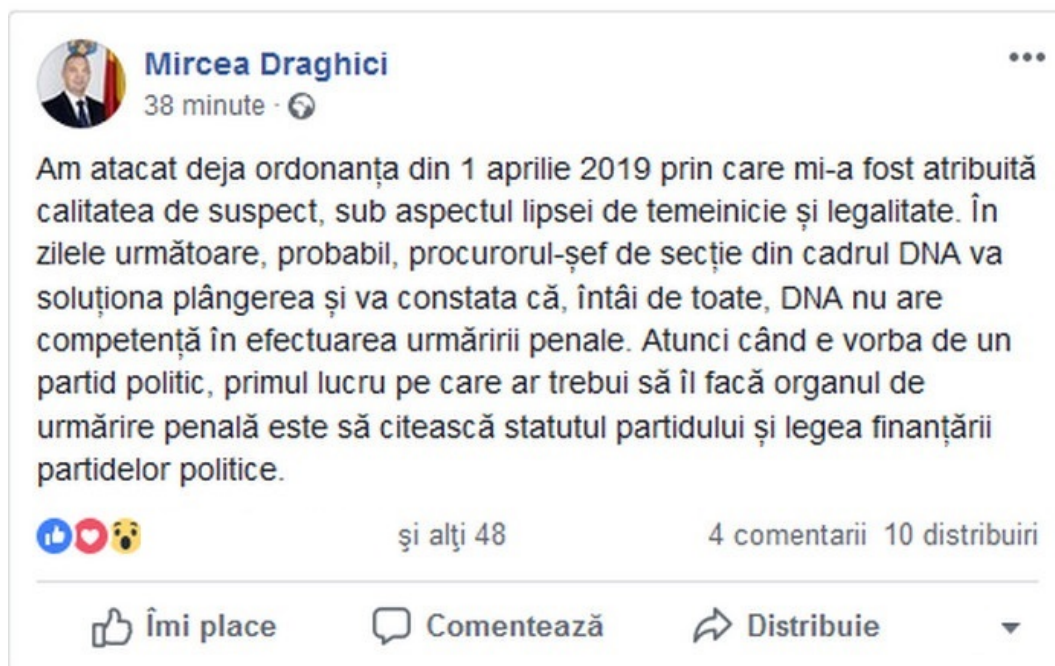 Mircea Draghici
38 minute ·
Am atacat deja ordonanța din 1 aprilie 2019 prin care mi-a fost atribuită
calitatea de suspect, sub aspectul lipsei de temeinicie și legalitate. În
zilele următoare, probabil, procurorul-șef de secție din cadrul DNA va
soluționa plângerea și va constata că, întâi de toate, DNA nu are
competență în efectuarea urmăririi penale. Atunci când e vorba de un
partid politic, primul lucru pe care ar trebui să îl facă organul de
urmărire penală este să citească statutul partidului și legea finanțării
partidelor politice.
şi alţi 48 4 comentarii 10 distribuiri
Îmi place Comentează Distribuie